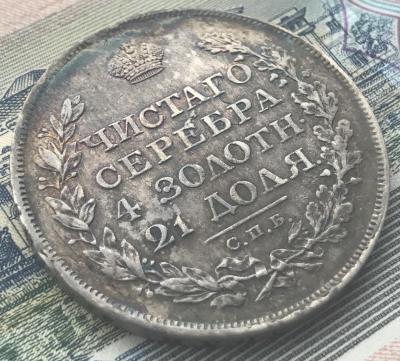 ЧИСТАГО
СЕРЕБРА
4 ЗОЛОТН.
21 ДОЛЯ.
С.П.Б.